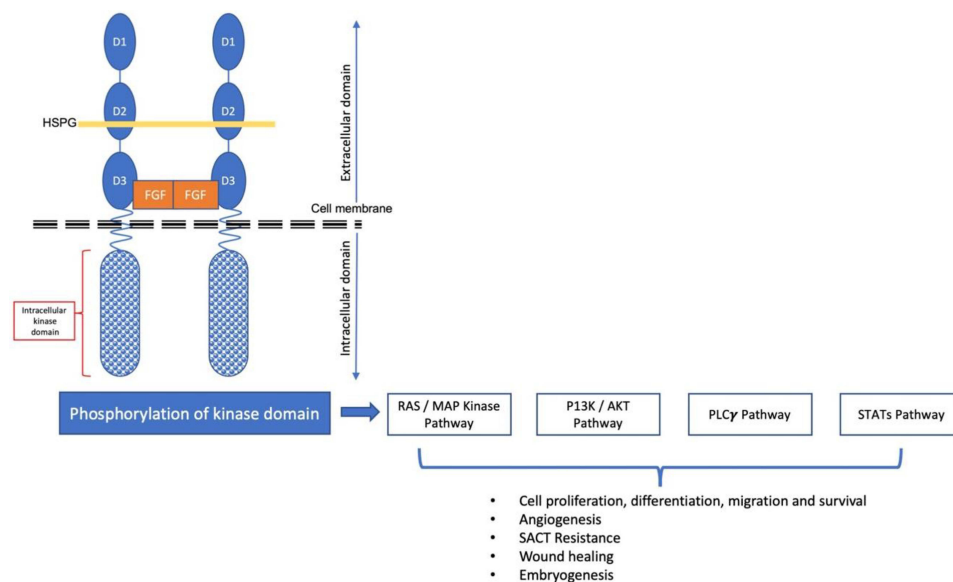 D1
D1
D2
D2
HSPG
D3
D3
FGF
FGF
Extracellular domain
Cell membrane
Intracellular domain
Intracellular
kinase
domain
Phosphorylation of kinase domain
RAS / MAP Kinase
Pathway
P13K / AKT
Pathway
PLCγ Pathway
STATs Pathway
• Cell proliferation, differentiation, migration and survival
• Angiogenesis
• SACT Resistance
• Wound healing
• Embryogenesis